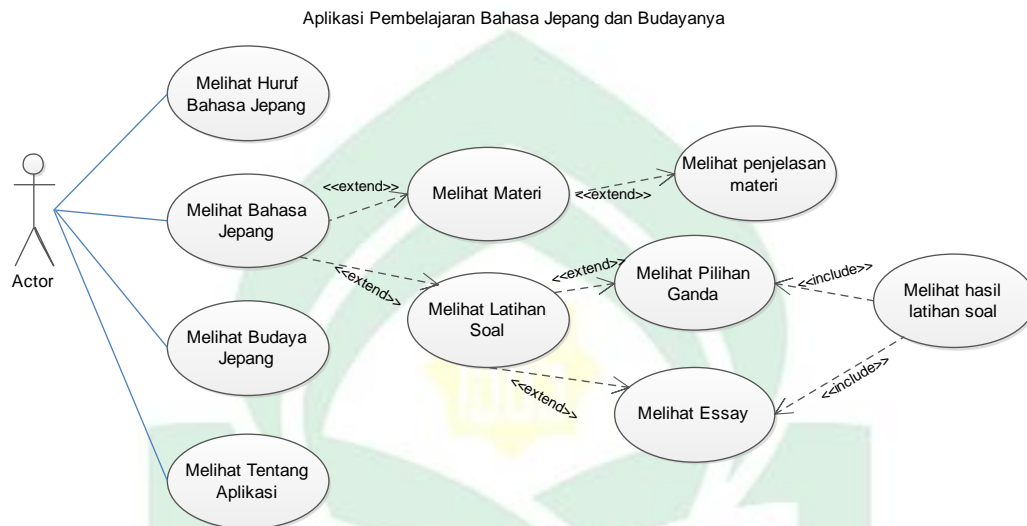 Aplikasi Pembelajaran Bahasa Jepang dan Budayanya
Melihat Huruf
Bahasa Jepang
Actor
Melihat Bahasa
Jepang
<<extend>>
Melihat Materi
<<extend>>
Melihat penjelasan
materi
<<extend>>
Melihat Latihan
Soal
<<extend>>
Melihat Pilihan
Ganda
<<include>>
Melihat hasil
latihan soal
Melihat Budaya
Jepang
<<extend>>
Melihat Essay
<<include>>
Melihat Tentang
Aplikasi